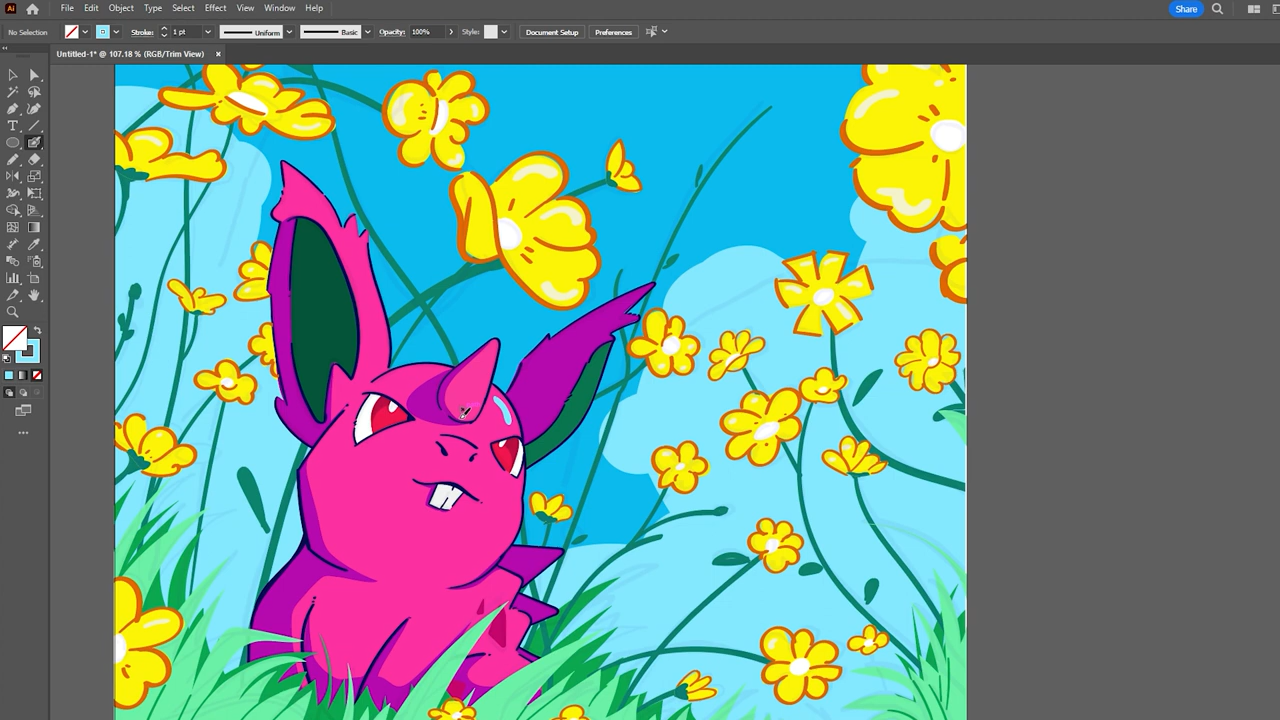 Ai File Edit Object Type Select Effect View Window Help Share
No Selection Stroke: 1 pt Uniform Basic Opacity: 100% Style: Document Setup Preferences
Untitled-1* @ 107.18 % (RGB/Trim View)